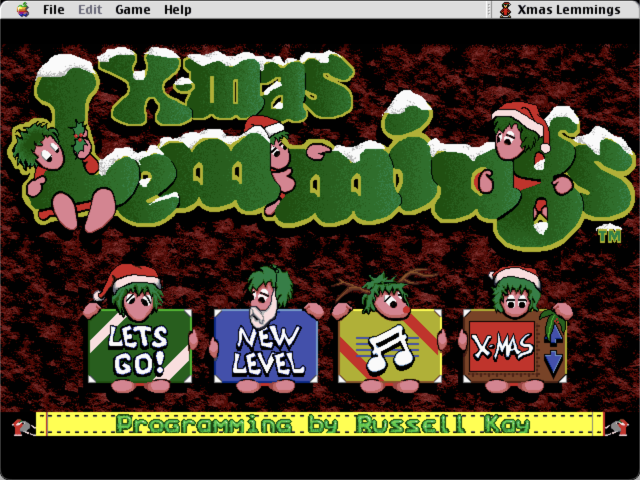 File Edit Game Help Xmas Lemmings
X-mas
Lemmings
TM
LETS GO!
NEW LEVEL
X-MAS
Programming by Russell Kay